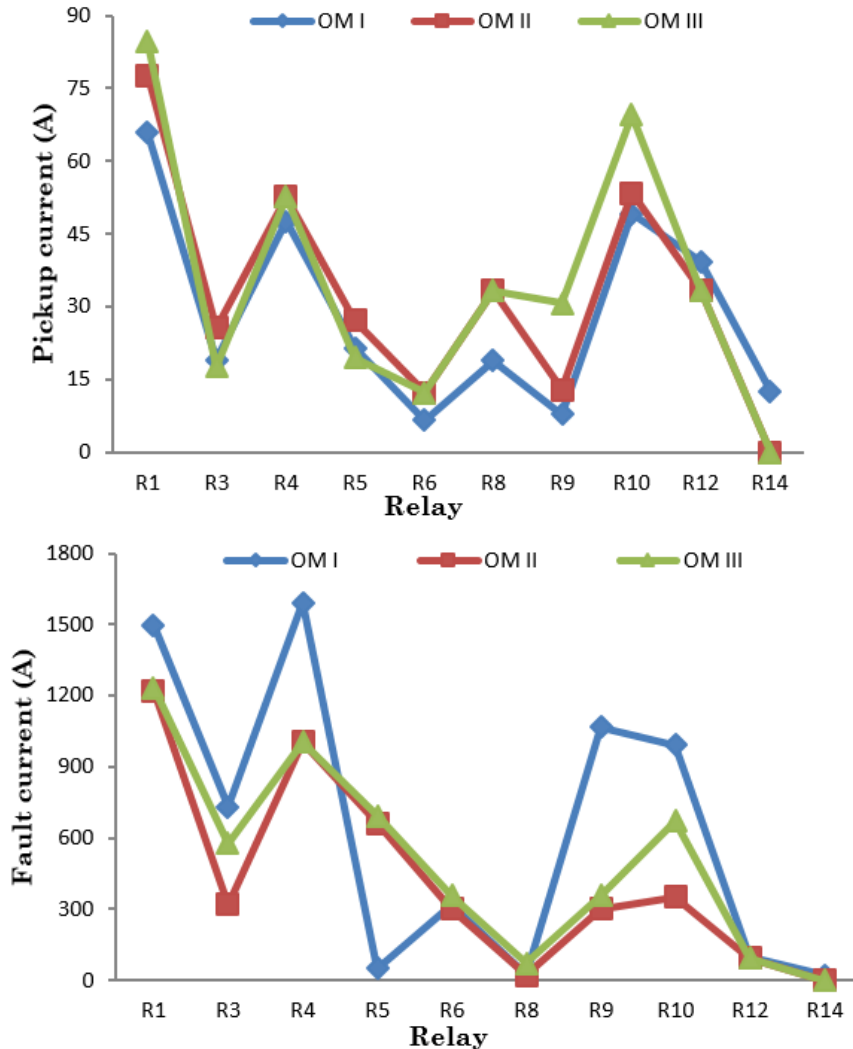 90
OM I OM II OM III
75
60
45
30
15
0
Pickup current (A)
R1 R3 R4 R5 R6 R8 R9 R10 R12 R14
Relay
1800
OM I OM II OM III
1500
1200
900
600
300
0
Fault current (A)
R1 R3 R4 R5 R6 R8 R9 R10 R12 R14
Relay